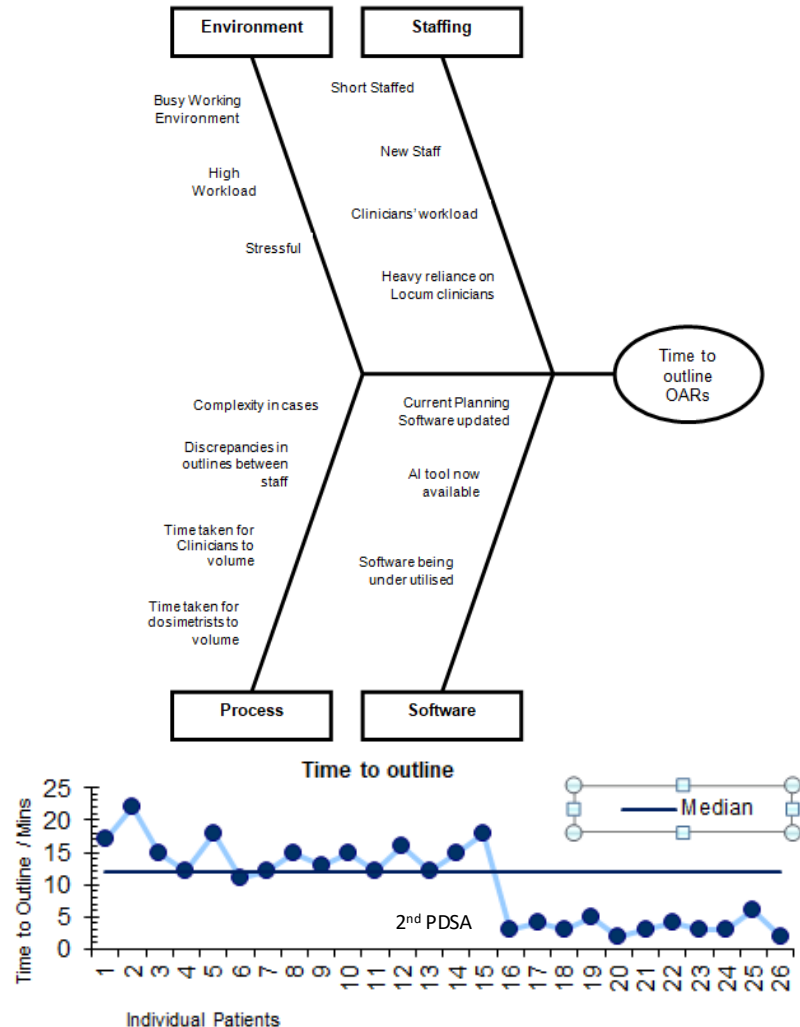 Environment
Staffing
Busy Working
Environment
High
Workload
Stressful
Short Staffed
New Staff
Clinicians' workload
Heavy reliance on
Locum clinicians
Time to
outline
OARs
Complexity in cases
Discrepancies in
outlines between
staff
Time taken for
Clinicians to
volume
Time taken for
dosimetrists to
volume
Current Planning
Software updated
AI tool now
available
Software being
under utilised
Process
Software
Time to outline
Median
Time to Outline / Mins
25
20
15
10
5
0
2nd PDSA
1 2 3 4 5 6 7 8 9 10 11 12 13 14 15 16 17 18 19 20 21 22 23 24 25 26
Individual Patients